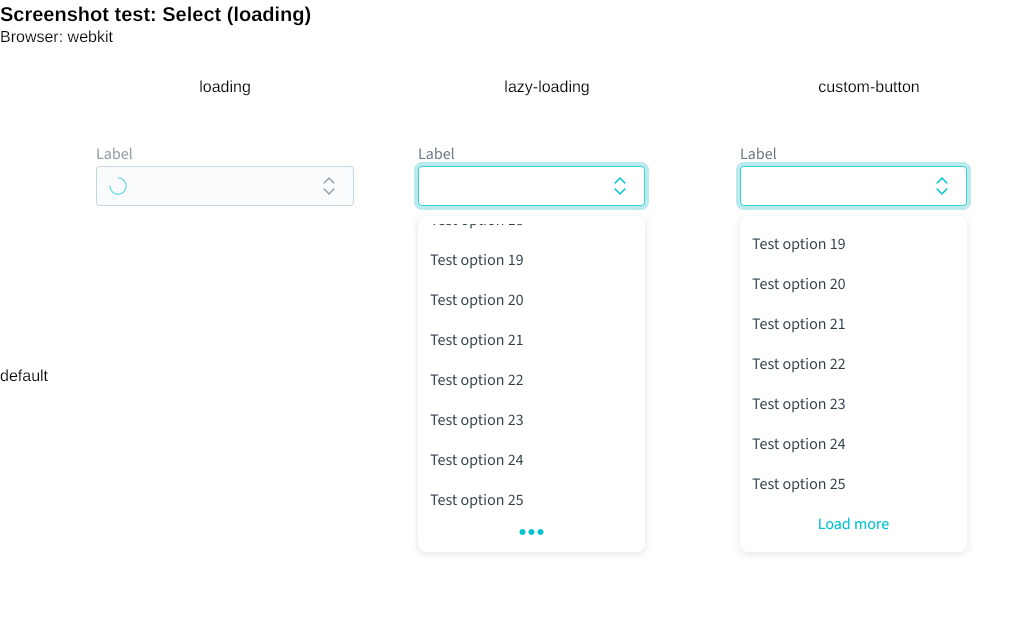 Screenshot test: Select (loading)
Browser: webkit
loading
lazy-loading
custom-button
default
Label
Label
Test option 19
Test option 20
Test option 21
Test option 22
Test option 23
Test option 24
Test option 25
Label
Test option 19
Test option 20
Test option 21
Test option 22
Test option 23
Test option 24
Test option 25
Load more